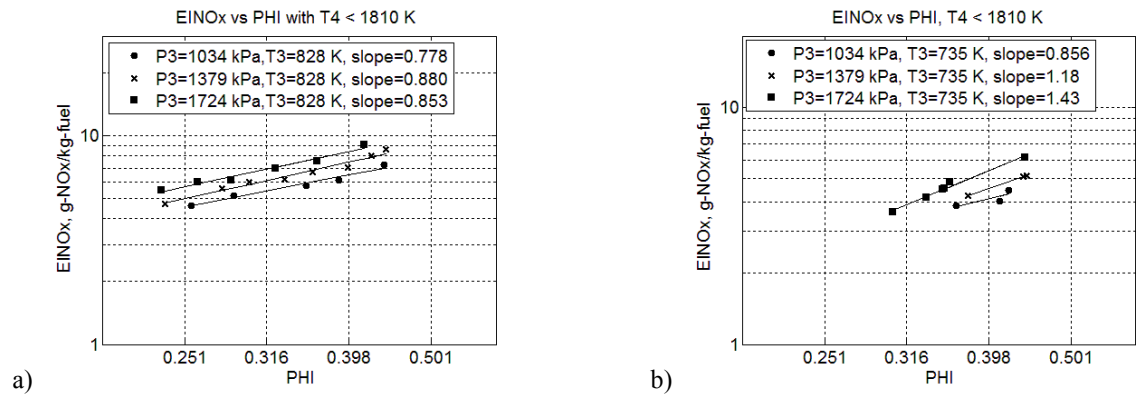 EINOx vs PHI with T4 < 1810 K
P3=1034 kPa,T3=828 K, slope=0.778
P3=1379 kPa,T3=828 K, slope=0.880
P3=1724 kPa,T3=828 K, slope=0.853
EINOx, g-NOx/kg-fuel
10
1
0.251 0.316 0.398 0.501
PHI
a)
EINOx vs PHI, T4 < 1810 K
P3=1034 kPa, T3=735 K, slope=0.856
P3=1379 kPa, T3=735 K, slope=1.18
P3=1724 kPa, T3=735 K, slope=1.43
EINOx, g-NOx/kg-fuel
10
1
0.251 0.316 0.398 0.501
PHI
b)